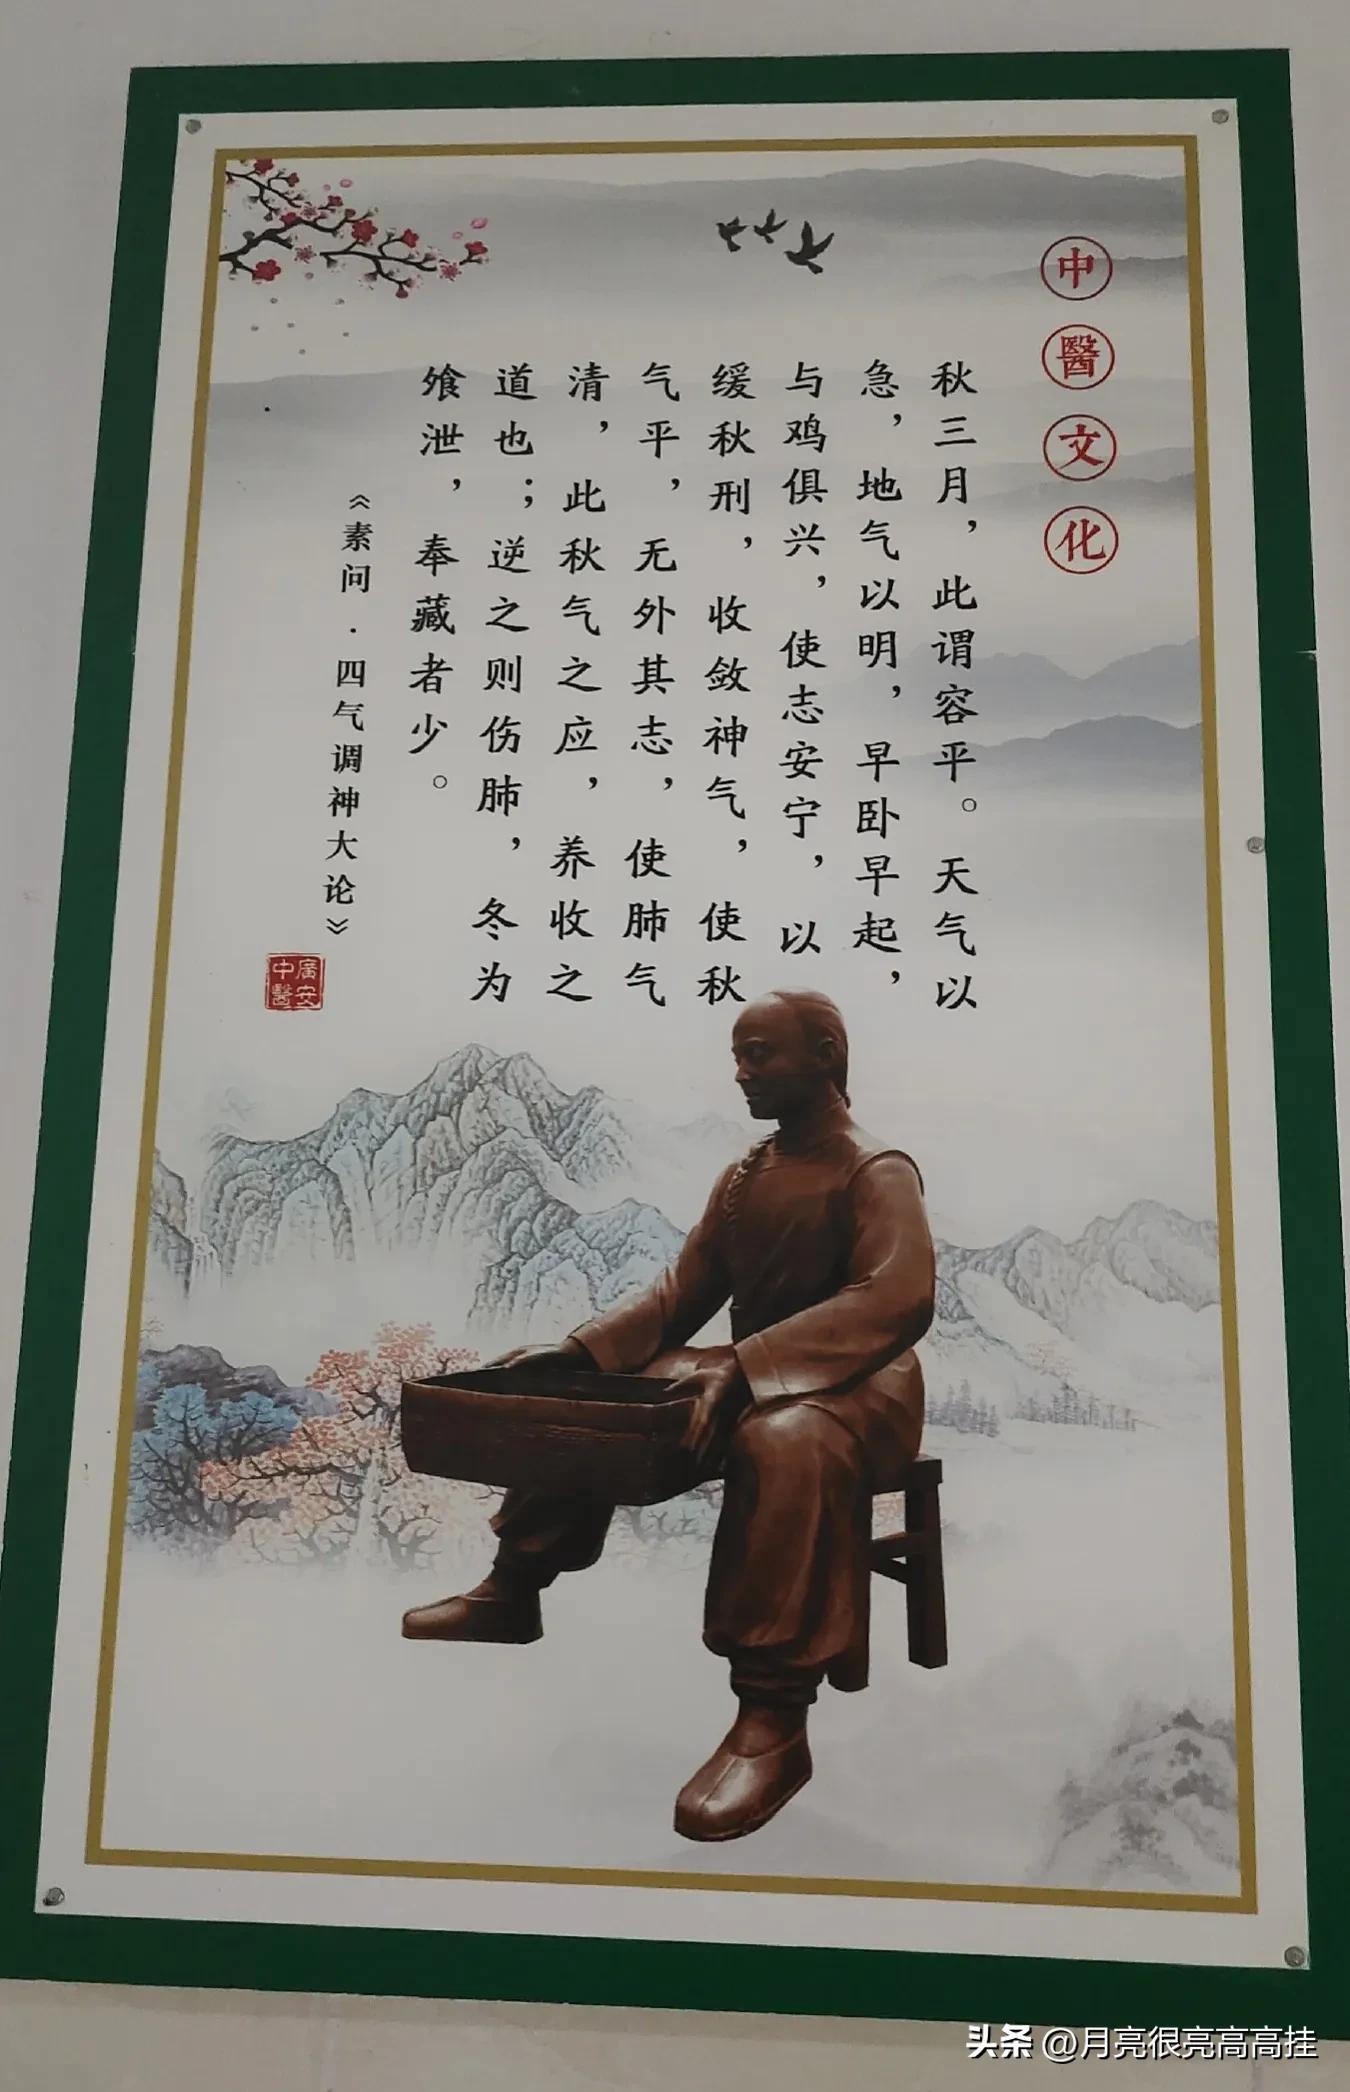 中醫文化
秋三月，此谓容平。天气以
急，地气以明，早卧早起，
与鸡俱兴，使志安宁，以
缓秋刑，收敛神气，使秋
气平，无外其志，使肺气
清，此秋气之应，养收之
道也；逆之则伤肺，冬为
飧泄，奉藏者少。
《素问·四气调神大论》
廣安
中醫
头条 @月亮很亮高高挂